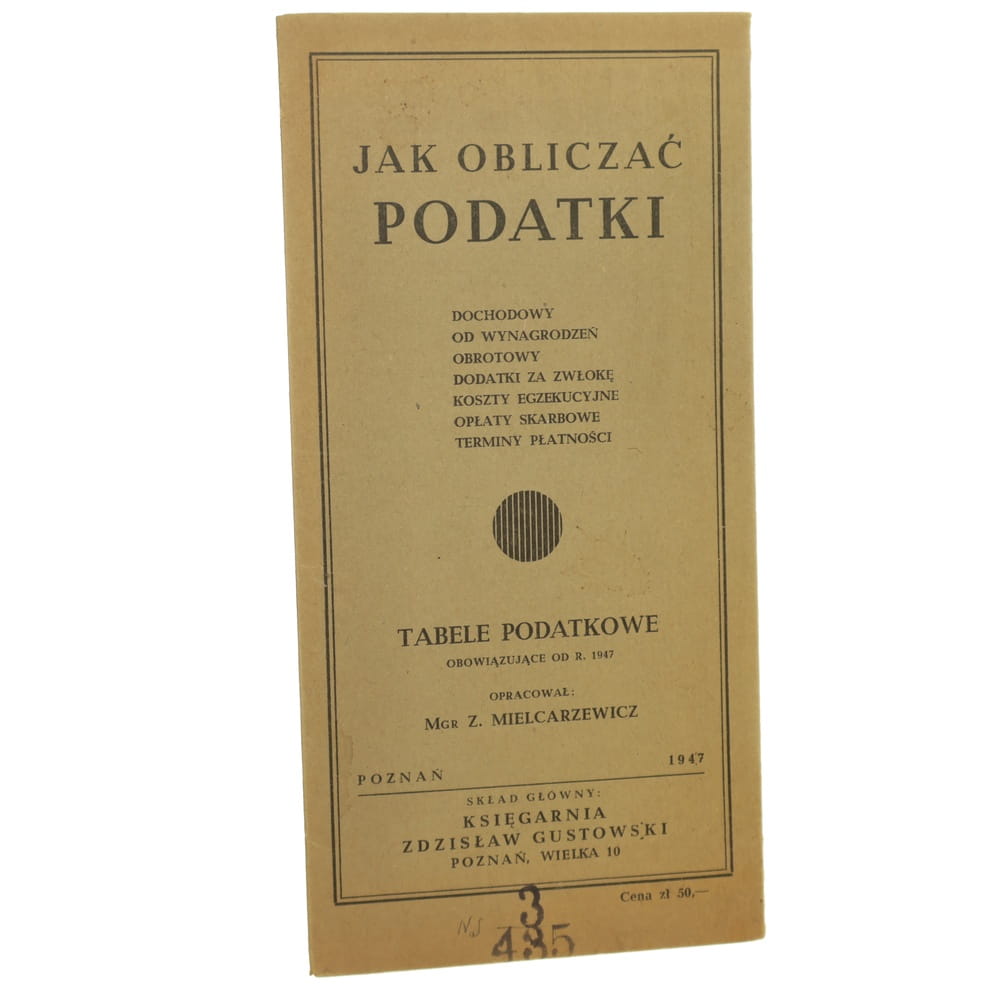 JAK OBLICZAĆ
PODATKI
DOCHODOWY
OD WYNAGRODZEŃ
OBROTOWY
DODATKI ZA ZWŁOKĘ
KOSZTY EGZEKUCYJNE
OPŁATY SKARBOWE
TERMINY PŁATNOŚCI
TABELE PODATKOWE
OBOWIĄZUJĄCE OD R. 1947
OPRACOWAŁ:
MGR Z. MIELCARZEWICZ
POZNAŃ 1947
SKŁAD GŁÓWNY:
KSIĘGARNIA
ZDZISŁAW GUSTOWSKI
POZNAŃ, WIELKA 10
Cena zł 50,—
3
435